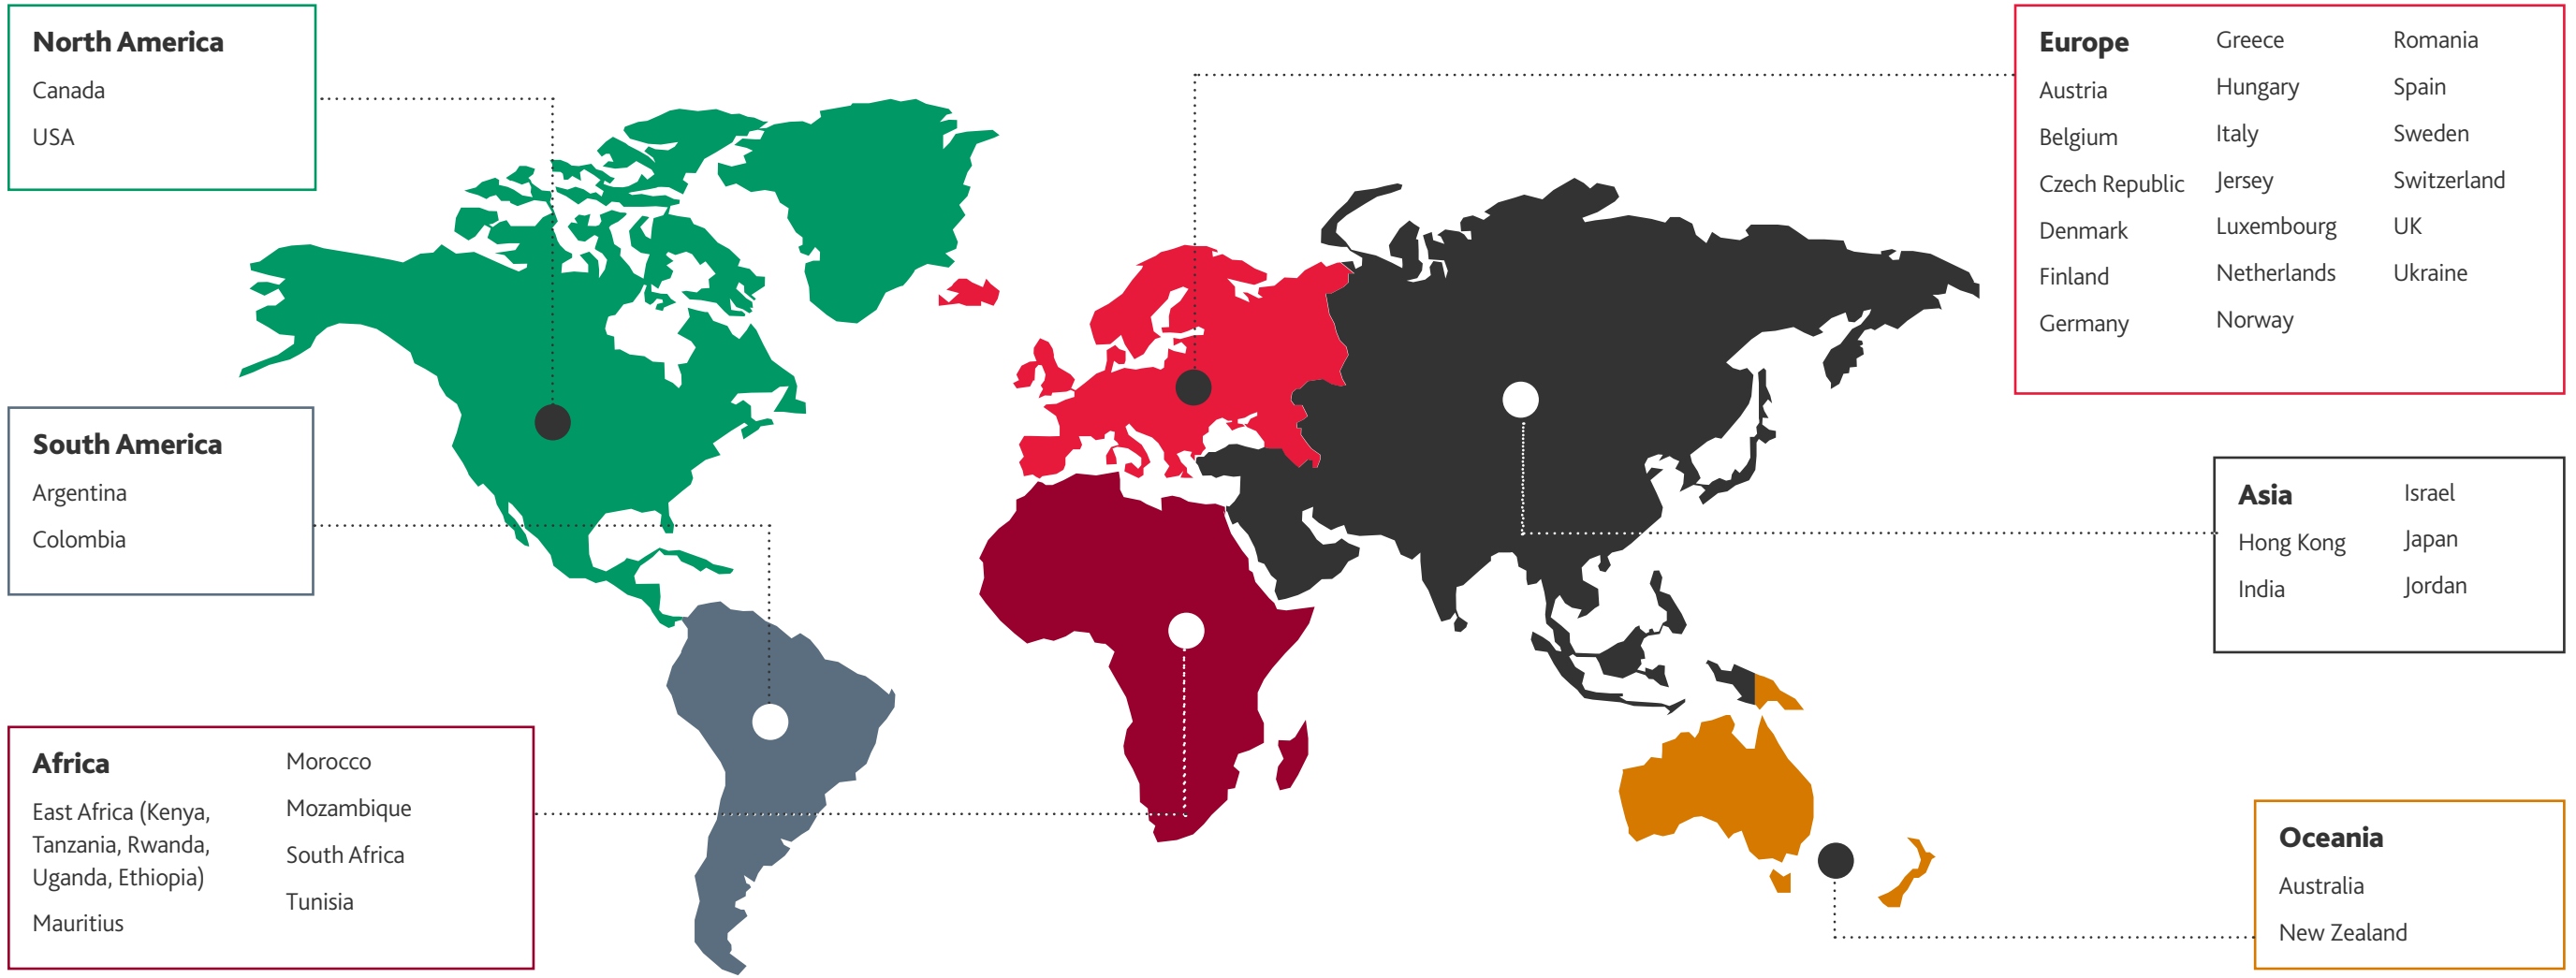 North America
Canada
USA
South America
Argentina
Colombia
Africa
East Africa (Kenya,
Tanzania, Rwanda,
Uganda, Ethiopia)
Mauritius
Morocco
Mozambique
South Africa
Tunisia
Europe
Austria
Belgium
Czech Republic
Denmark
Finland
Germany
Greece
Hungary
Italy
Jersey
Luxembourg
Netherlands
Norway
Romania
Spain
Sweden
Switzerland
UK
Ukraine
Asia
Hong Kong
India
Israel
Japan
Jordan
Oceania
Australia
New Zealand